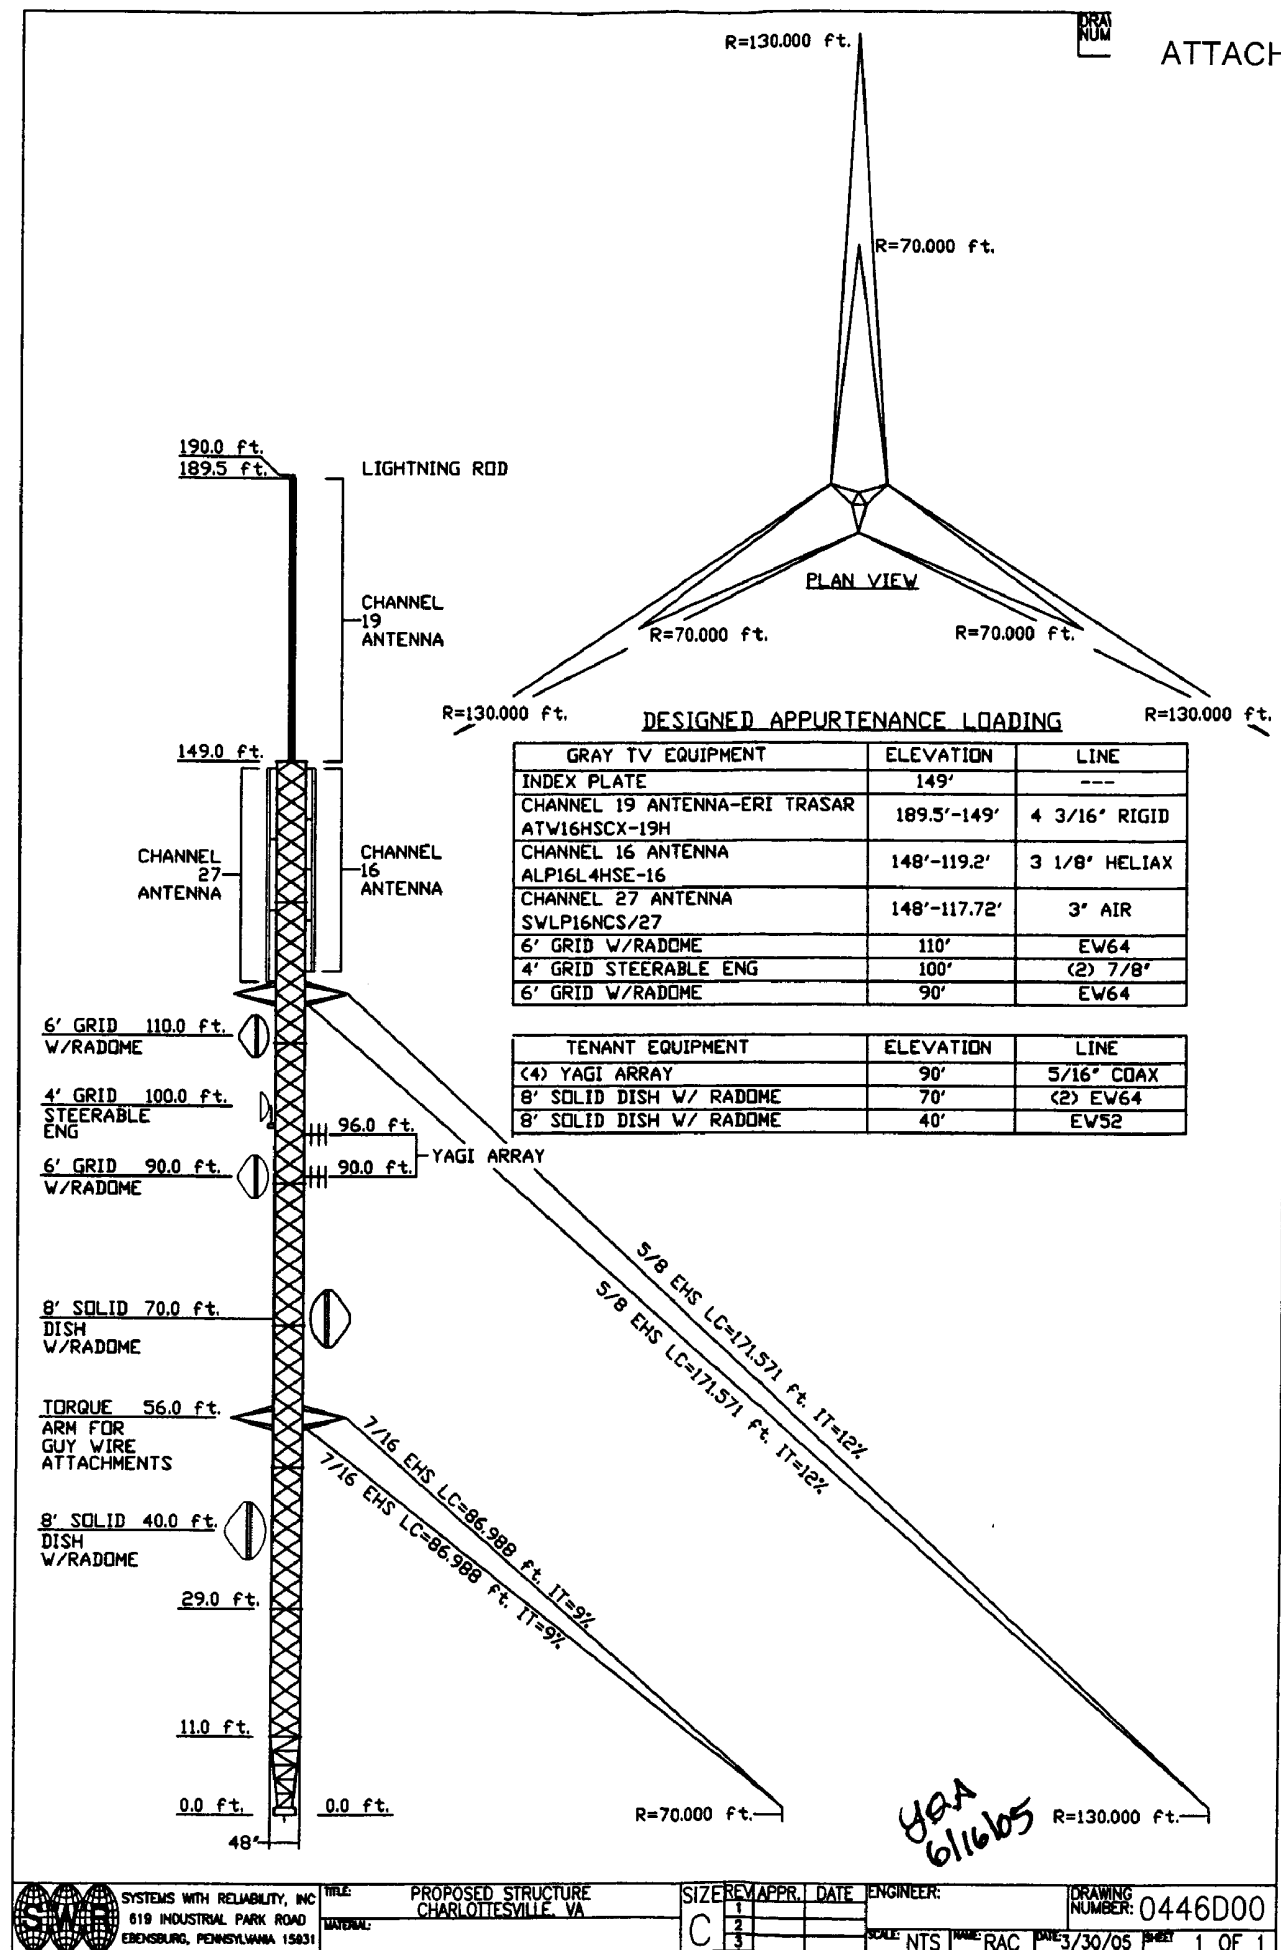 DRA
NUM
ATTACH
R=130.000 ft.
R=70.000 ft.
190.0 ft.
189.5 ft.
LIGHTNING ROD
PLAN VIEW
CHANNEL
19
ANTENNA
R=70.000 ft.
R=70.000 ft.
R=130.000 ft.
R=130.000 ft.
DESIGNED APPURTENANCE LOADING
149.0 ft.
GRAY TV EQUIPMENT ELEVATION LINE
INDEX PLATE 149' ---
CHANNEL 19 ANTENNA-ERI TRASAR
ATW16HSCX-19H 189.5'-149' 4 3/16" RIGID
CHANNEL 16 ANTENNA
ALP16L4HSE-16 148'-119.2' 3 1/8" HELIAX
CHANNEL 27 ANTENNA
SWLP16NCS/27 148'-117.72' 3" AIR
6' GRID W/RADOME 110' EW64
4' GRID STEERABLE ENG 100' (2) 7/8"
6' GRID W/RADOME 90' EW64
CHANNEL
27
ANTENNA
CHANNEL
16
ANTENNA
TENANT EQUIPMENT ELEVATION LINE
(4) YAGI ARRAY 90' 5/16" COAX
8' SOLID DISH W/ RADOME 70' (2) EW64
8' SOLID DISH W/ RADOME 40' EW52
6' GRID 110.0 ft.
W/RADOME
4' GRID 100.0 ft.
STEERABLE
ENG
96.0 ft.
YAGI ARRAY
90.0 ft.
6' GRID 90.0 ft.
W/RADOME
5/8 EHS LC=171.571 ft. IT=12%
5/8 EHS LC=171.571 ft. IT=12%
8' SOLID 70.0 ft.
DISH
W/RADOME
TORQUE 56.0 ft.
ARM FOR
GUY WIRE
ATTACHMENTS
7/16 EHS LC=86.988 ft. IT=9%
7/16 EHS LC=86.988 ft. IT=9%
8' SOLID 40.0 ft.
DISH
W/RADOME
29.0 ft.
11.0 ft.
0.0 ft.
0.0 ft.
48"
R=70.000 ft.
R=130.000 ft.
6/16/05
SWR
SYSTEMS WITH RELIABILITY, INC
619 INDUSTRIAL PARK ROAD
EBENSBURG, PENNSYLVANIA 15931
TITLE: PROPOSED STRUCTURE
CHARLOTTESVILLE, VA
MATERIAL:
SIZE
C
REV APPR. DATE
1
2
3
ENGINEER:
DRAWING
NUMBER: 0446D00
SCALE: NTS NAME: RAC DATE: 3/30/05 SHEET 1 OF 1